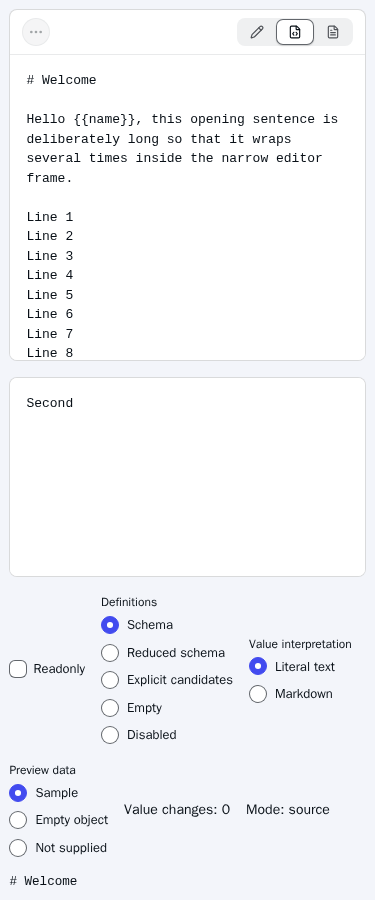 # Welcome
Hello {{name}}, this opening sentence is
deliberately long so that it wraps
several times inside the narrow editor
frame.
Line 1
Line 2
Line 3
Line 4
Line 5
Line 6
Line 7
Line 8
Second
Readonly
Definitions
Schema
Reduced schema
Explicit candidates
Empty
Disabled
Value interpretation
Literal text
Markdown
Preview data
Sample
Empty object
Not supplied
Value changes: 0
Mode: source
# Welcome